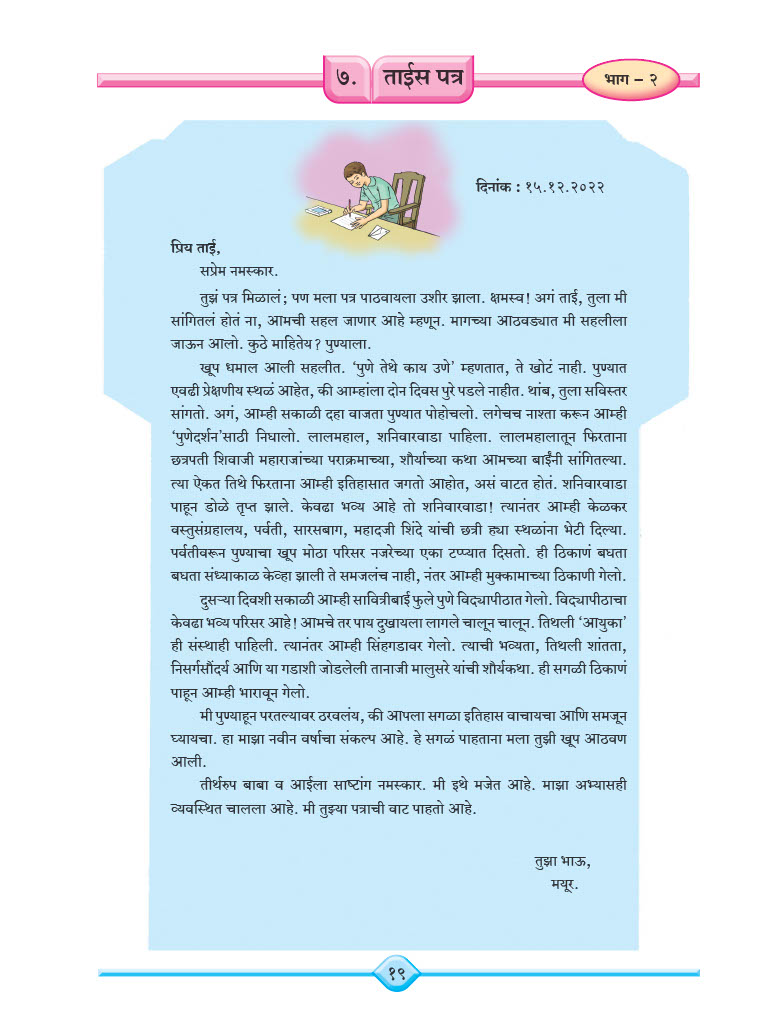 ७. ताईस पत्र
भाग – २
दिनांक : १५.१२.२०२२
प्रिय ताई,
सप्रेम नमस्कार.
तुझं पत्र मिळालं; पण मला पत्र पाठवायला उशीर झाला. क्षमस्व! अगं ताई, तुला मी
सांगितलं होतं ना, आमची सहल जाणार आहे म्हणून. मागच्या आठवड्यात मी सहलीला
जाऊन आलो. कुठे माहितेय? पुण्याला.
खूप धमाल आली सहलीत. ‘पुणे तेथे काय उणे’ म्हणतात, ते खोटं नाही. पुण्यात
एवढी प्रेक्षणीय स्थळं आहेत, की आम्हांला दोन दिवस पुरे पडले नाहीत. थांब, तुला सविस्तर
सांगतो. अगं, आम्ही सकाळी दहा वाजता पुण्यात पोहोचलो. लगेचच नाश्ता करून आम्ही
‘पुणेदर्शन’साठी निघालो. लालमहाल, शनिवारवाडा पाहिला. लालमहालातून फिरताना
छत्रपती शिवाजी महाराजांच्या पराक्रमाच्या, शौर्याच्या कथा आमच्या बाईंनी सांगितल्या.
त्या ऐकत तिथे फिरताना आम्ही इतिहासात जगतो आहोत, असं वाटत होतं. शनिवारवाडा
पाहून डोळे तृप्त झाले. केवढा भव्य आहे तो शनिवारवाडा! त्यानंतर आम्ही केळकर
वस्तुसंग्रहालय, पर्वती, सारसबाग, महादजी शिंदे यांची छत्री ह्या स्थळांना भेटी दिल्या.
पर्वतीवरून पुण्याचा खूप मोठा परिसर नजरेच्या एका टप्प्यात दिसतो. ही ठिकाणं बघता
बघता संध्याकाळ केव्हा झाली ते समजलंच नाही, नंतर आम्ही मुक्कामाच्या ठिकाणी गेलो.
दुसऱ्या दिवशी सकाळी आम्ही सावित्रीबाई फुले पुणे विद्यापीठात गेलो. विद्यापीठाचा
केवढा भव्य परिसर आहे! आमचे तर पाय दुखायला लागले चालून चालून. तिथली ‘आयुका’
ही संस्थाही पाहिली. त्यानंतर आम्ही सिंहगडावर गेलो. त्याची भव्यता, तिथली शांतता,
निसर्गसौंदर्य आणि या गडाशी जोडलेली तानाजी मालुसरे यांची शौर्यकथा. ही सगळी ठिकाणं
पाहून आम्ही भारावून गेलो.
मी पुण्याहून परतल्यावर ठरवलंय, की आपला सगळा इतिहास वाचायचा आणि समजून
घ्यायचा. हा माझा नवीन वर्षाचा संकल्प आहे. हे सगळं पाहताना मला तुझी खूप आठवण
आली.
तीर्थरुप बाबा व आईला साष्टांग नमस्कार. मी इथे मजेत आहे. माझा अभ्यासही
व्यवस्थित चालला आहे. मी तुझ्या पत्राची वाट पाहतो आहे.
तुझा भाऊ,
मयूर.
१९